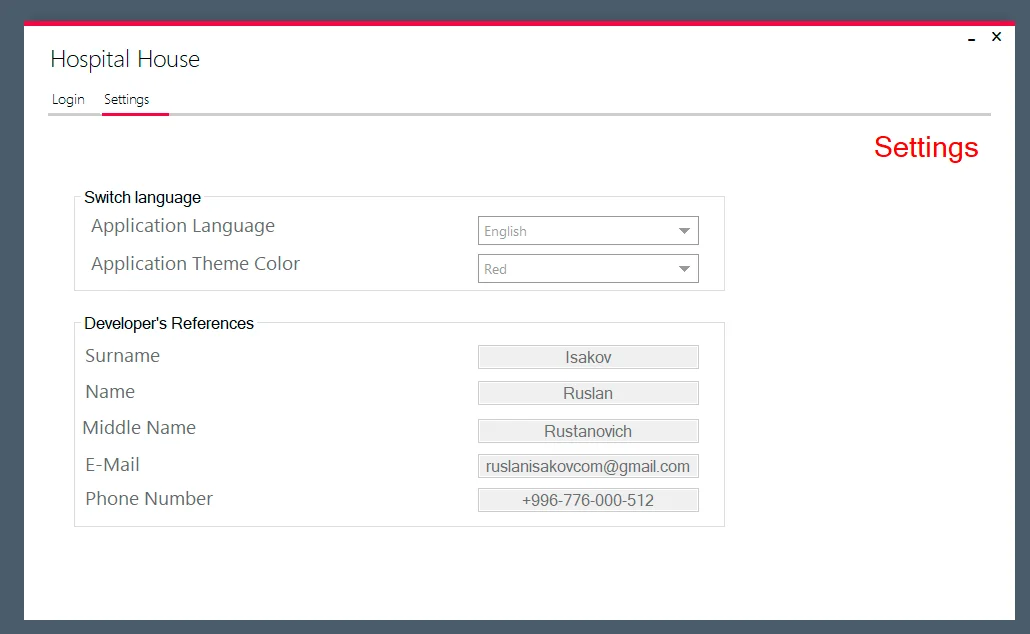 Hospital House
Login Settings
Settings
Switch language
Application Language English
Application Theme Color Red
Developer's References
Surname Isakov
Name Ruslan
Middle Name Rustanovich
E-Mail ruslanisakovcom@gmail.com
Phone Number +996-776-000-512